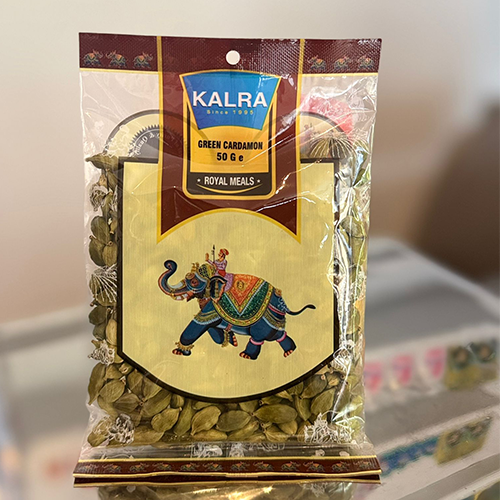 KALRA
Since 1995
GREEN CARDAMON
50 G e
• ROYAL MEALS •